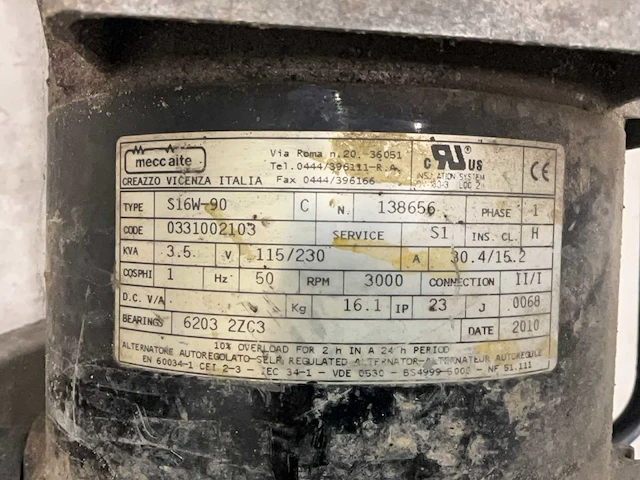 mecc aite
CREAZZO VICENZA ITALIA
Via Roma n.20, 36051
Tel.0444/396111-R.A.
Fax 0444/396166
c RU ® US
INSULATION SYSTEM
CE
TYPE S16W-90 C N. 138656 PHASE 1
CODE 0331002103 SERVICE S1 INS. CL. H
KVA 3.5 V 115/230 A 30.4/15.2
COSPHI 1 Hz 50 RPM 3000 CONNECTION II/I
D.C. V/A Kg 16.1 IP 23 J .0068
BEARINGS 6203 2ZC3 DATE 2010
10% OVERLOAD FOR 2 h IN A 24 h PERIOD
ALTERNATORE AUTOREGOLATO-SELF REGULATED ALTERNATOR-ALTERNATEUR AUTOREGULE
EN 60034-1 CEI 2-3 - IEC 34-1 - VDE 0530 - BS4999-5000 - NF 51.111